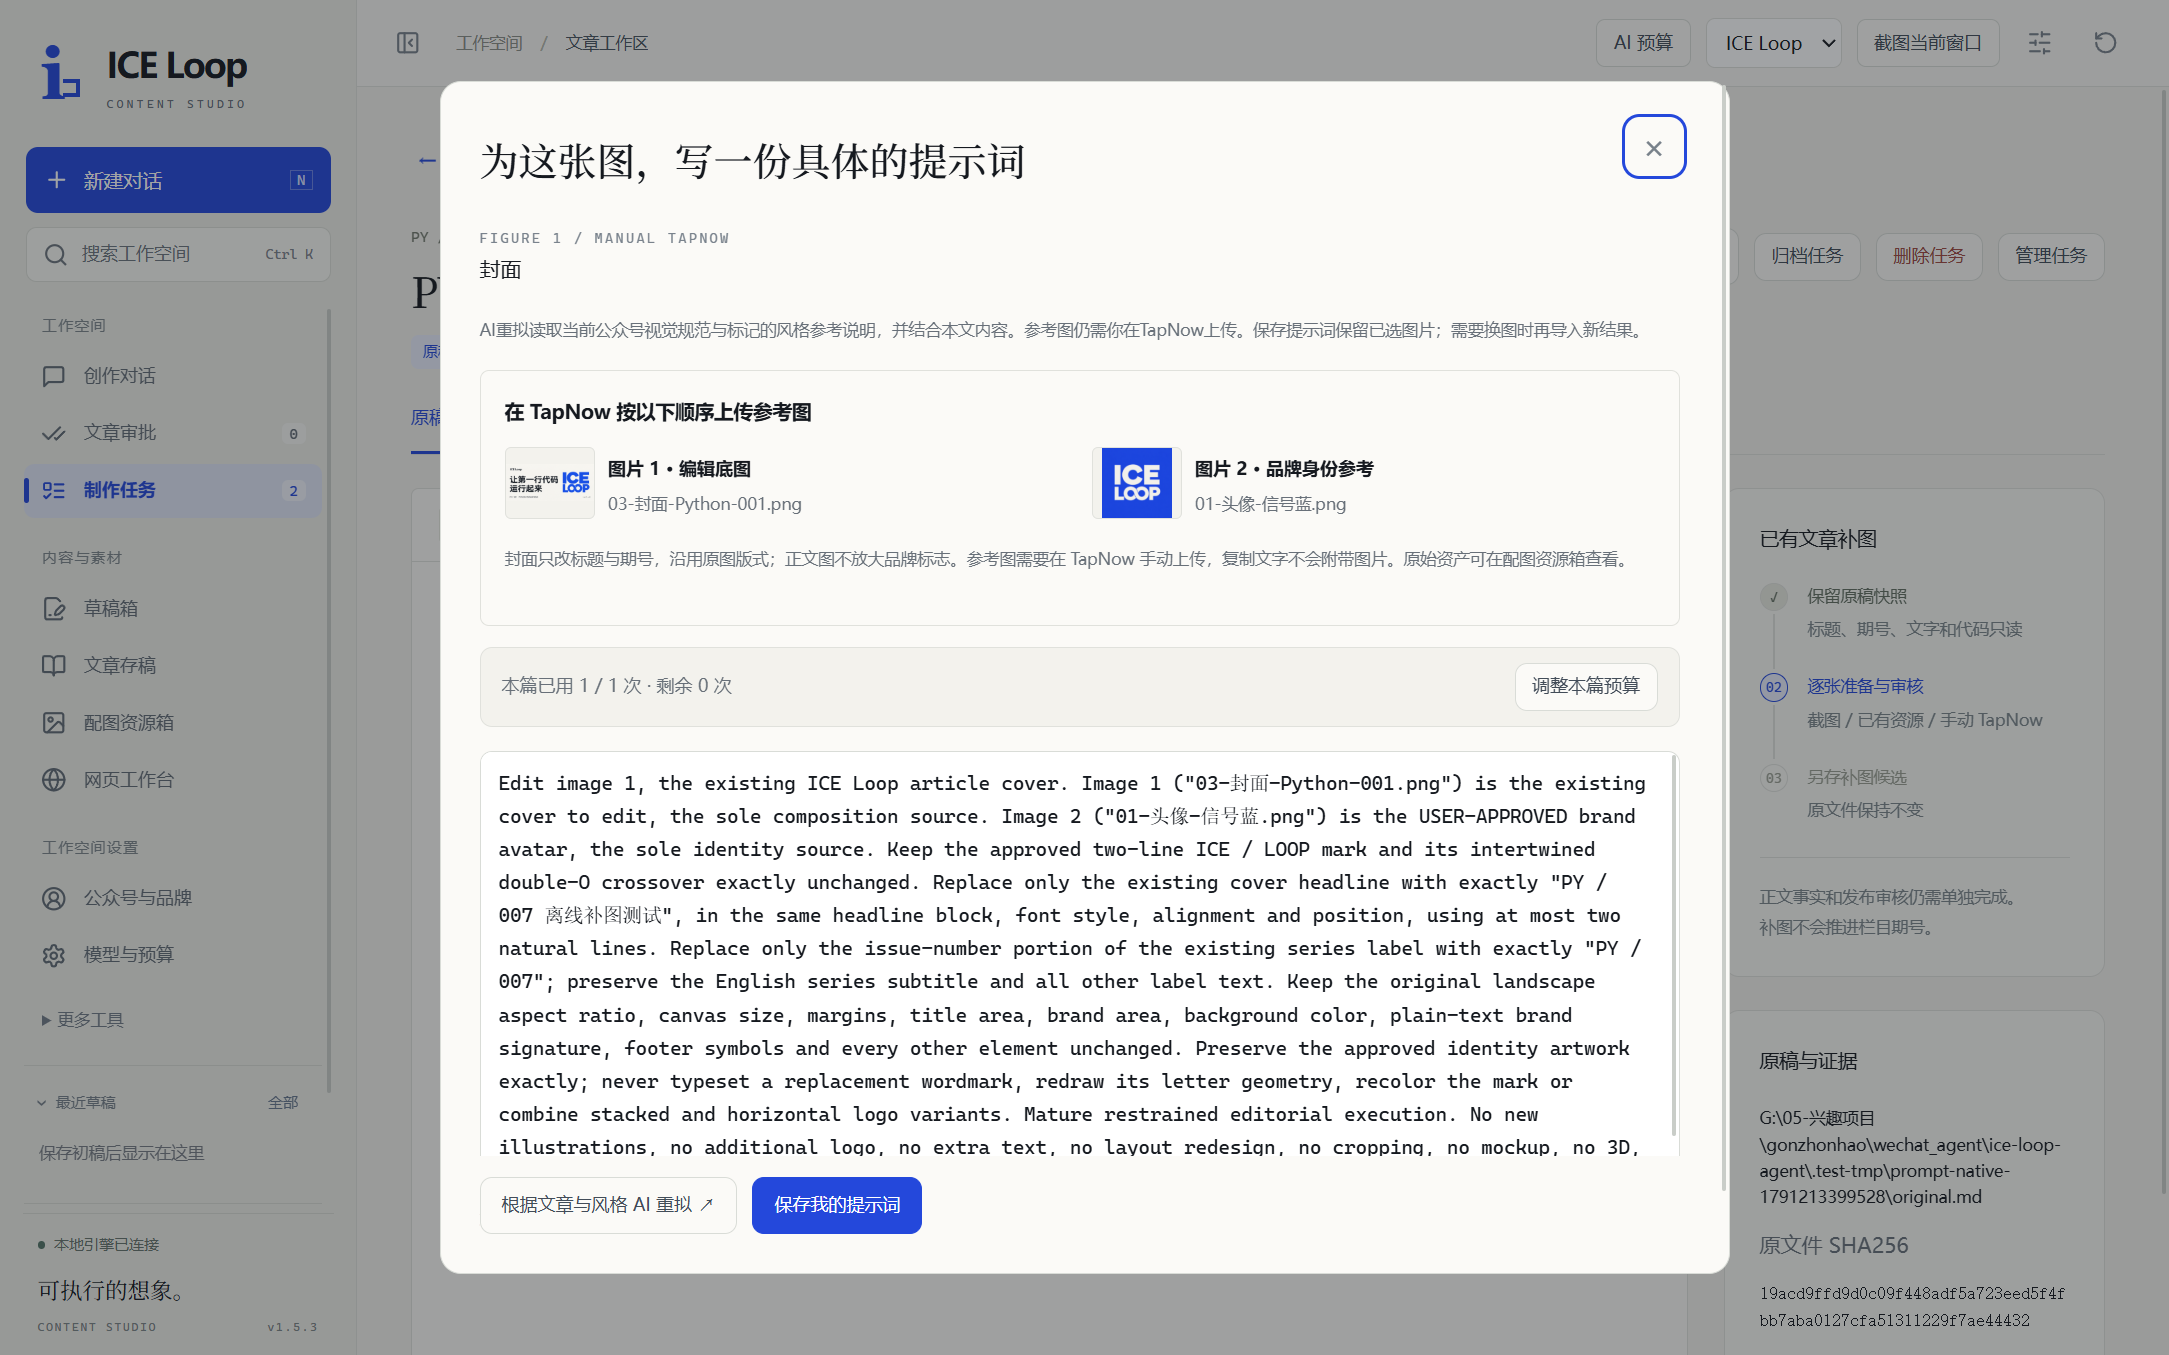 ICE Loop
CONTENT STUDIO
新建对话
N
搜索工作空间
Ctrl K
工作空间
创作对话
文章审批
0
制作任务
2
内容与素材
草稿箱
文章存稿
配图资源箱
网页工作台
工作空间设置
公众号与品牌
模型与预算
更多工具
最近草稿
全部
保存初稿后显示在这里
本地引擎已连接
可执行的想象。
CONTENT STUDIO
v1.5.3
工作空间 / 文章工作区
AI 预算
ICE Loop
截图当前窗口
←
PY
归档任务
删除任务
管理任务
为这张图，写一份具体的提示词
×
FIGURE 1 / MANUAL TAPNOW
封面
AI重拟读取当前公众号视觉规范与标记的风格参考说明，并结合本文内容。参考图仍需你在TapNow上传。保存提示词保留已选图片；需要换图时再导入新结果。
在 TapNow 按以下顺序上传参考图
让第一行代码
运行起来
ICE
LOOP
图片 1 • 编辑底图
03-封面-Python-001.png
ICE
LOOP
图片 2 • 品牌身份参考
01-头像-信号蓝.png
封面只改标题与期号，沿用原图版式；正文图不放大品牌标志。参考图需要在 TapNow 手动上传，复制文字不会附带图片。原始资产可在配图资源箱查看。
本篇已用 1 / 1 次 · 剩余 0 次
调整本篇预算
Edit image 1, the existing ICE Loop article cover. Image 1 ("03-封面-Python-001.png") is the existing
cover to edit, the sole composition source. Image 2 ("01-头像-信号蓝.png") is the USER-APPROVED brand
avatar, the sole identity source. Keep the approved two-line ICE / LOOP mark and its intertwined
double-O crossover exactly unchanged. Replace only the existing cover headline with exactly "PY /
007 离线补图测试", in the same headline block, font style, alignment and position, using at most two
natural lines. Replace only the issue-number portion of the existing series label with exactly "PY /
007"; preserve the English series subtitle and all other label text. Keep the original landscape
aspect ratio, canvas size, margins, title area, brand area, background color, plain-text brand
signature, footer symbols and every other element unchanged. Preserve the approved identity artwork
exactly; never typeset a replacement wordmark, redraw its letter geometry, recolor the mark or
combine stacked and horizontal logo variants. Mature restrained editorial execution. No new
illustrations, no additional logo, no extra text, no layout redesign, no cropping, no mockup, no 3D,
根据文章与风格 AI 重拟 ↗
保存我的提示词
已有文章补图
✓
保留原稿快照
标题、期号、文字和代码只读
02
逐张准备与审核
截图 / 已有资源 / 手动 TapNow
03
另存补图候选
原文件保持不变
正文事实和发布审核仍需单独完成。
补图不会推进栏目期号。
原稿与证据
G:\05-兴趣项目
\gonzhonhao\wechat_agent\ice-loop-
agent\.test-tmp\prompt-native-
1791213399528\original.md
原文件 SHA256
19acd9ffd9d0c09f448adf5a723eed5f4f
bb7aba0127cfa51311229f7ae44432